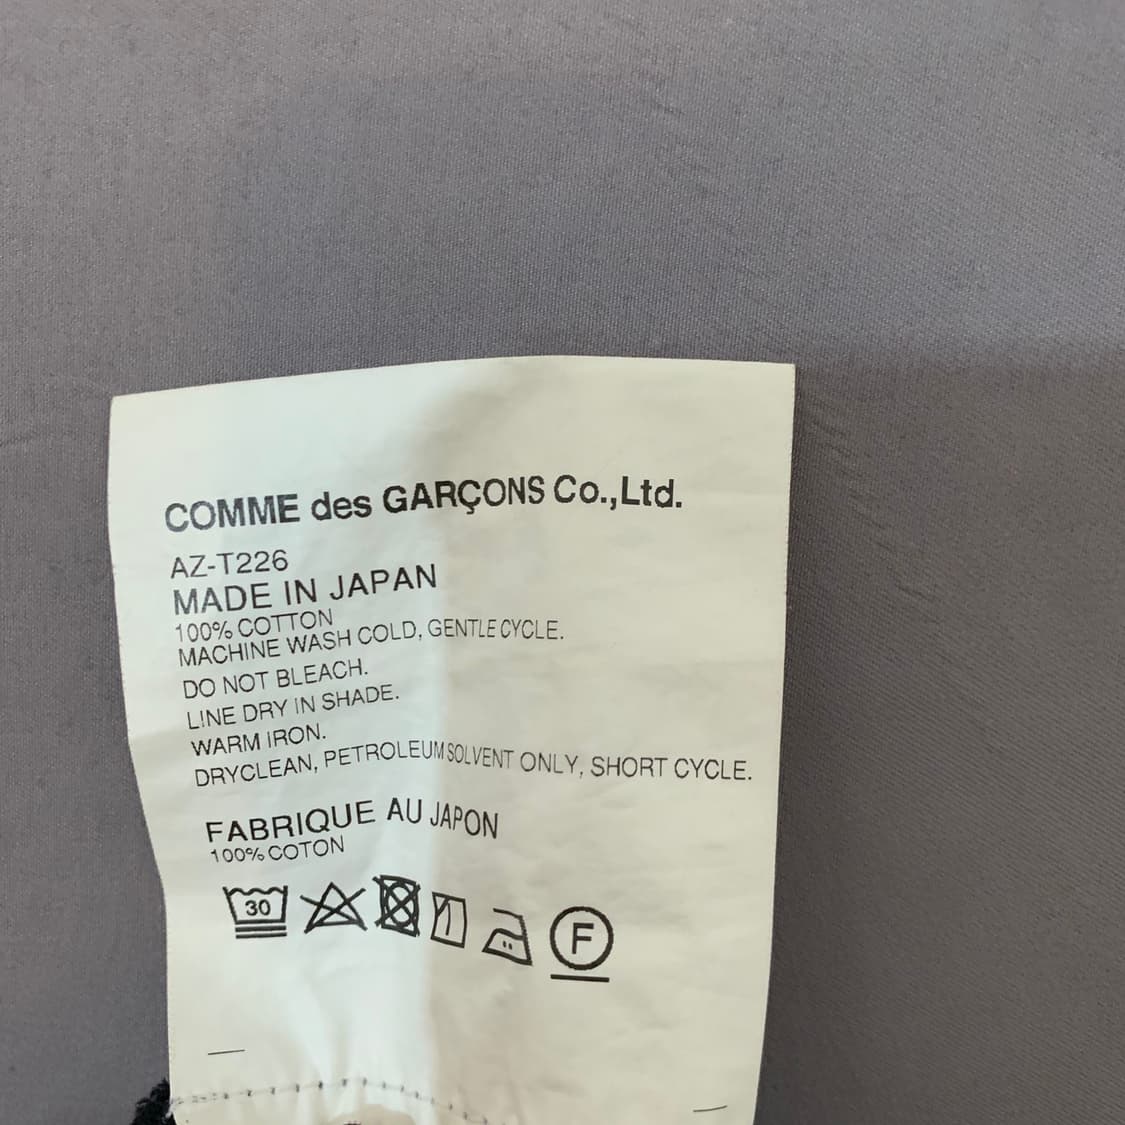 COMME des GARÇONS Co.,Ltd.
AZ-T226
MADE IN JAPAN
100% COTTON
MACHINE WASH COLD, GENTLE CYCLE.
DO NOT BLEACH.
LINE DRY IN SHADE.
WARM IRON.
DRYCLEAN, PETROLEUM SOLVENT ONLY, SHORT CYCLE.
FABRIQUE AU JAPON
100% COTON
30 F